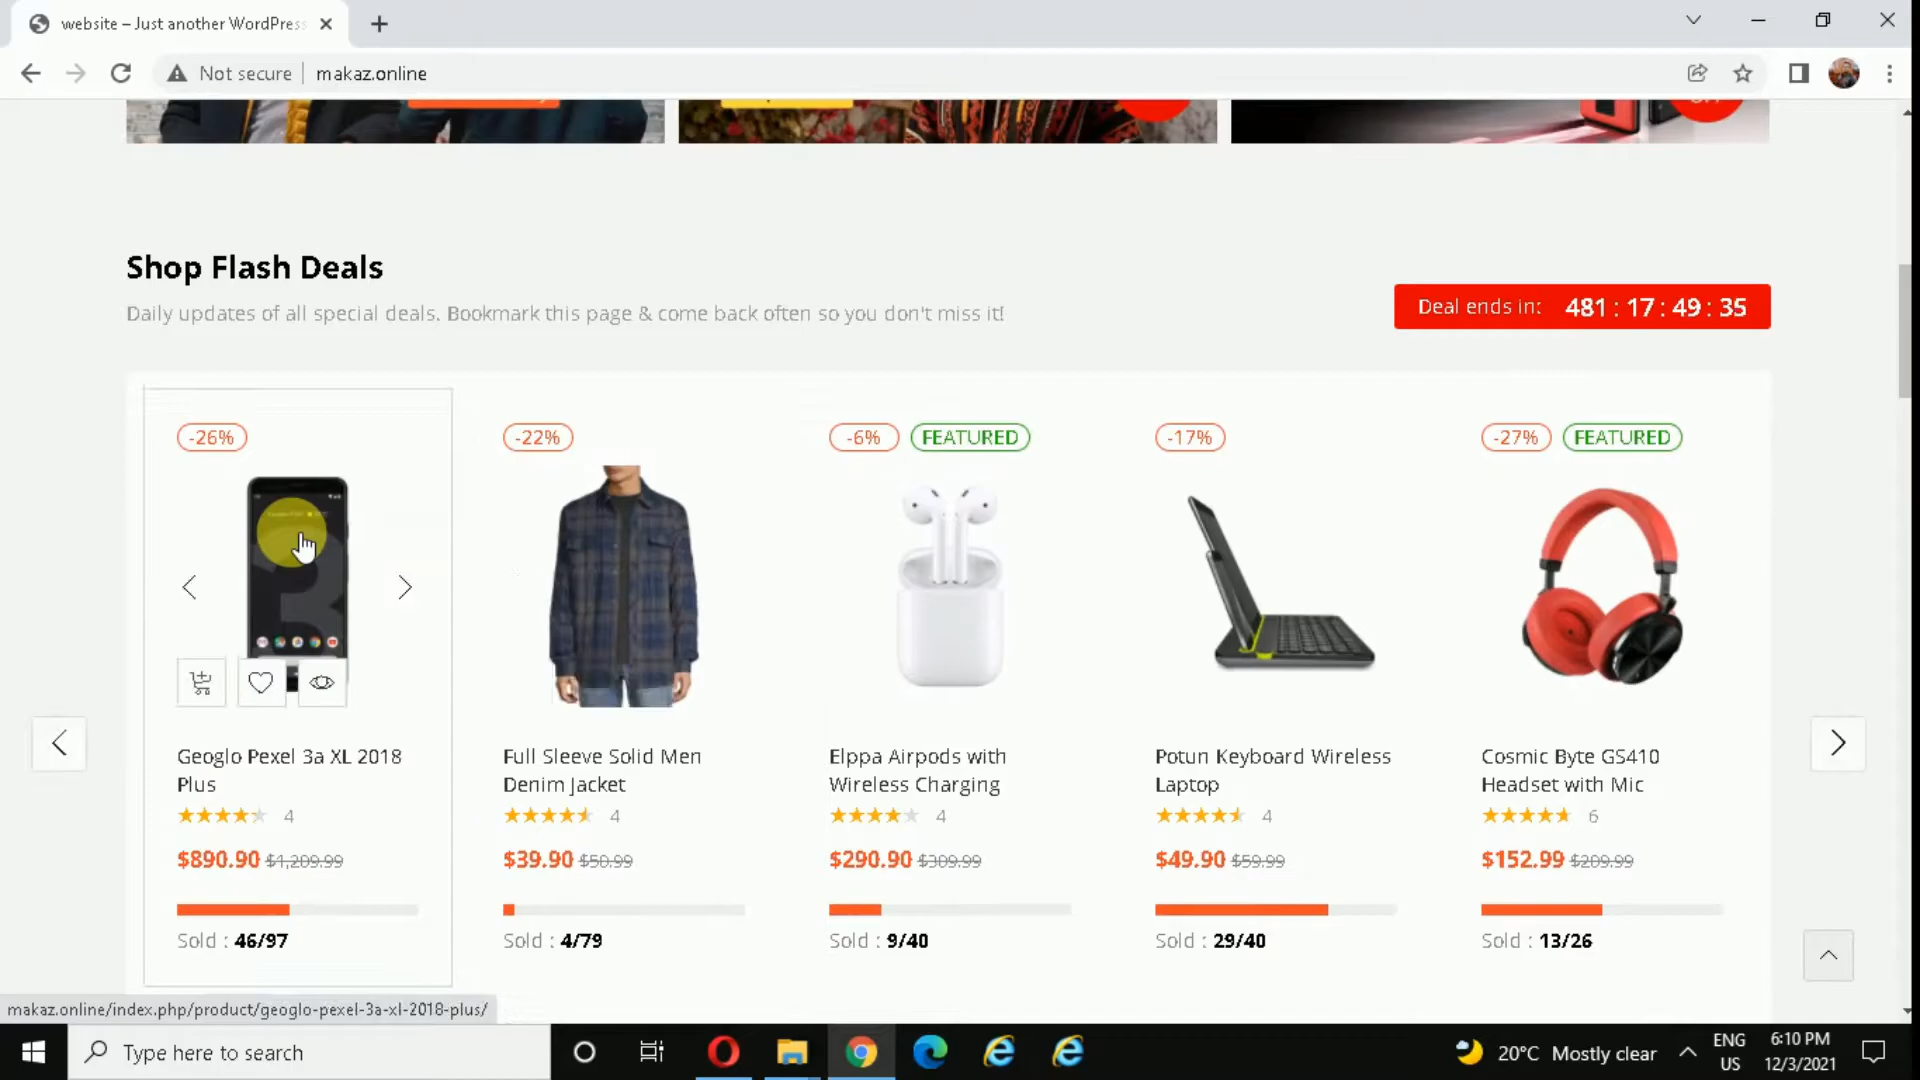 website – Just another WordPress
Not secure
makaz.online
Shop Flash Deals
Daily updates of all special deals. Bookmark this page & come back often so you don't miss it!
Deal ends in: 481 : 17 : 49 : 35
-26%
-22%
-6% FEATURED
-17%
-27% FEATURED
Geoglo Pexel 3a XL 2018
Plus
4
$890.90 $1,209.99
Sold : 46/97
Full Sleeve Solid Men
Denim Jacket
4
$39.90 $50.99
Sold : 4/79
Elppa Airpods with
Wireless Charging
4
$290.90 $309.99
Sold : 9/40
Potun Keyboard Wireless
Laptop
4
$49.90 $59.99
Sold : 29/40
Cosmic Byte GS410
Headset with Mic
6
$152.99 $209.99
Sold : 13/26
makaz.online/index.php/product/geoglo-pexel-3a-xl-2018-plus/
Type here to search
20°C Mostly clear
ENG
US
6:10 PM
12/3/2021